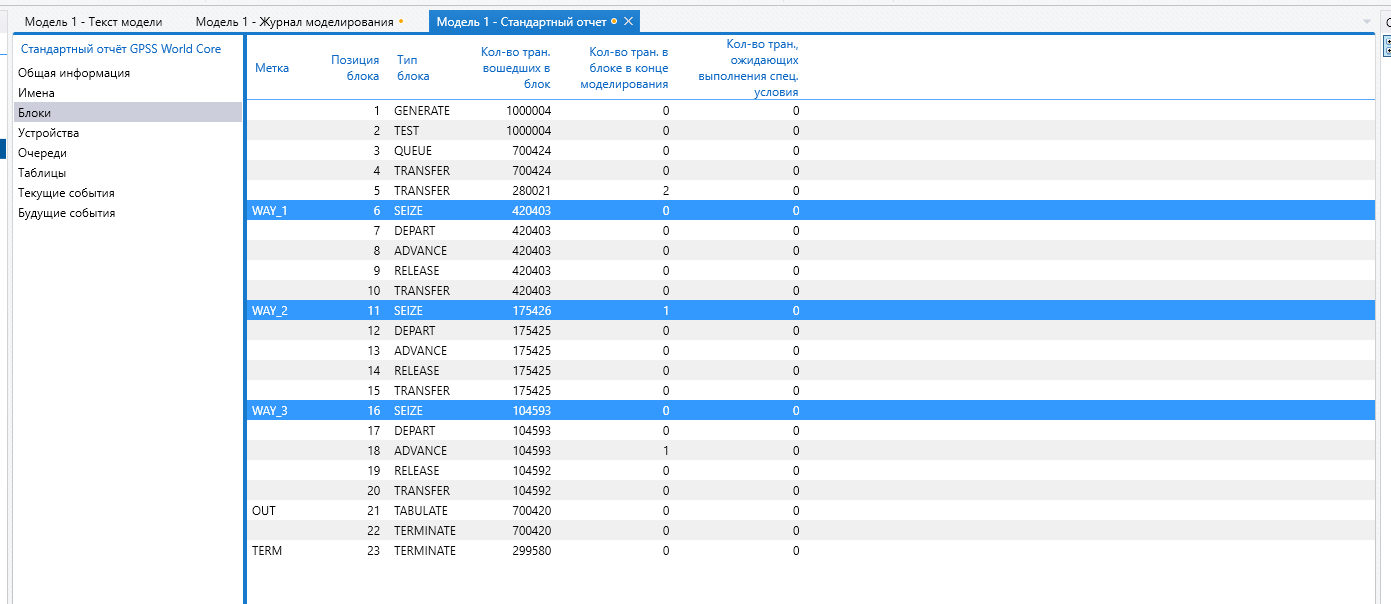 Модель 1 - Текст модели Модель 1 - Журнал моделирования Модель 1 - Стандартный отчет
Стандартный отчёт GPSS World Core
Общая информация
Имена
Блоки
Устройства
Очереди
Таблицы
Текущие события
Будущие события
Метка
Позиция
блока
Тип
блока
Кол-во тран.
вошедших в
блок
Кол-во тран. в
блоке в конце
моделирования
Кол-во тран.,
ожидающих
выполнения спец.
условия
1 GENERATE 1000004 0 0
2 TEST 1000004 0 0
3 QUEUE 700424 0 0
4 TRANSFER 700424 0 0
5 TRANSFER 280021 2 0
WAY_1 6 SEIZE 420403 0 0
7 DEPART 420403 0 0
8 ADVANCE 420403 0 0
9 RELEASE 420403 0 0
10 TRANSFER 420403 0 0
WAY_2 11 SEIZE 175426 1 0
12 DEPART 175425 0 0
13 ADVANCE 175425 0 0
14 RELEASE 175425 0 0
15 TRANSFER 175425 0 0
WAY_3 16 SEIZE 104593 0 0
17 DEPART 104593 0 0
18 ADVANCE 104593 1 0
19 RELEASE 104592 0 0
20 TRANSFER 104592 0 0
OUT 21 TABULATE 700420 0 0
22 TERMINATE 700420 0 0
TERM 23 TERMINATE 299580 0 0